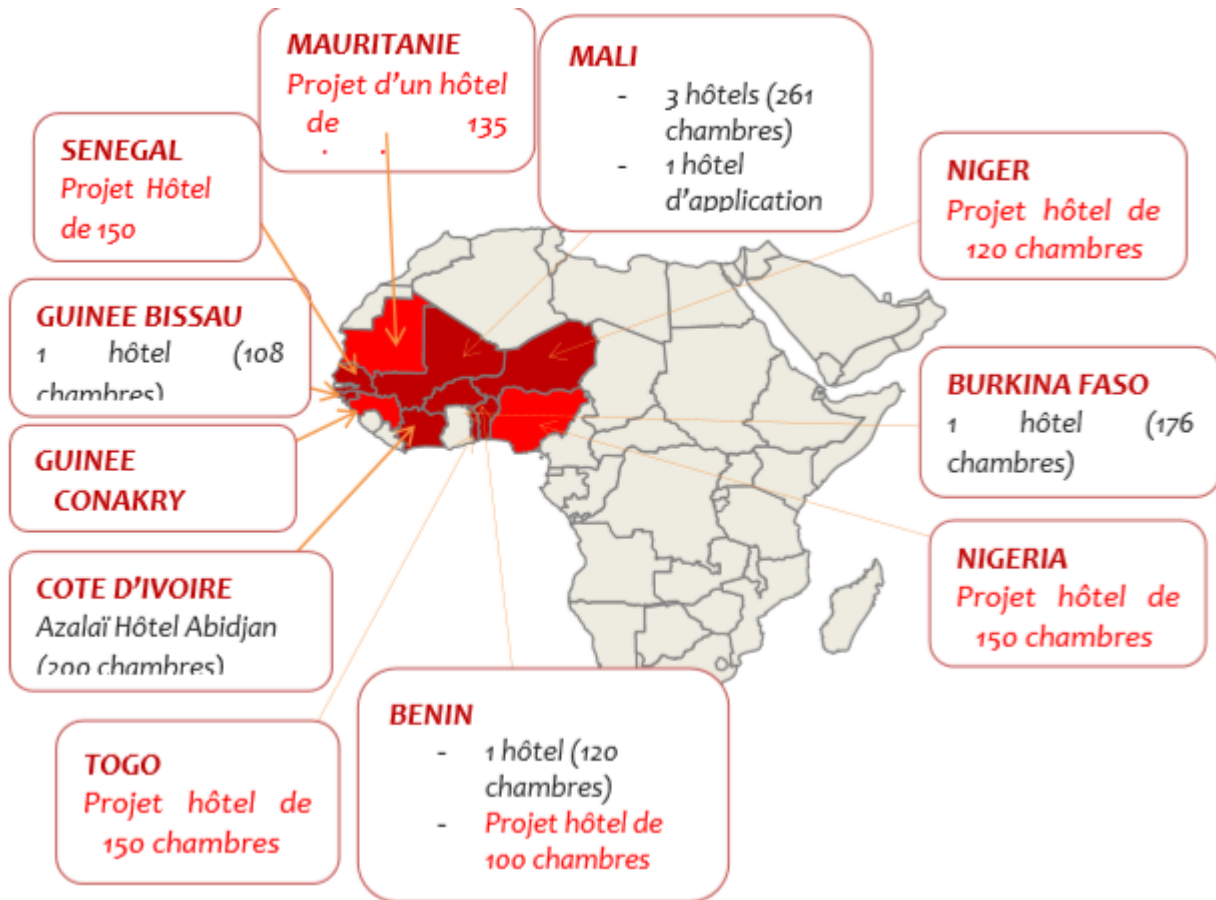 MAURITANIE
Projet d'un hôtel
de 135
MALI
- 3 hôtels (261
chambres)
- 1 hôtel
d'application
SENEGAL
Projet Hôtel
de 150
NIGER
Projet hôtel de
120 chambres
GUINEE BISSAU
1 hôtel (108
chambres)
BURKINA FASO
1 hôtel (176
chambres)
GUINEE
CONAKRY
COTE D'IVOIRE
Azalaï Hôtel Abidjan
(200 chambres)
NIGERIA
Projet hôtel de
150 chambres
BENIN
- 1 hôtel (120
chambres)
- Projet hôtel de
100 chambres
TOGO
Projet hôtel de
150 chambres